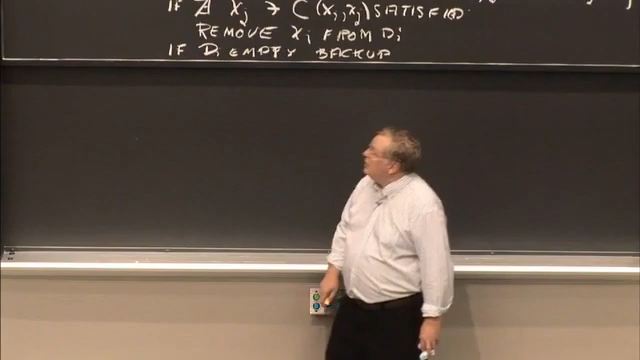 IF ∄ xj ∋ C(xi,xj) SATISFIED
REMOVE xi FROM Di
IF Di EMPTY BACKUP